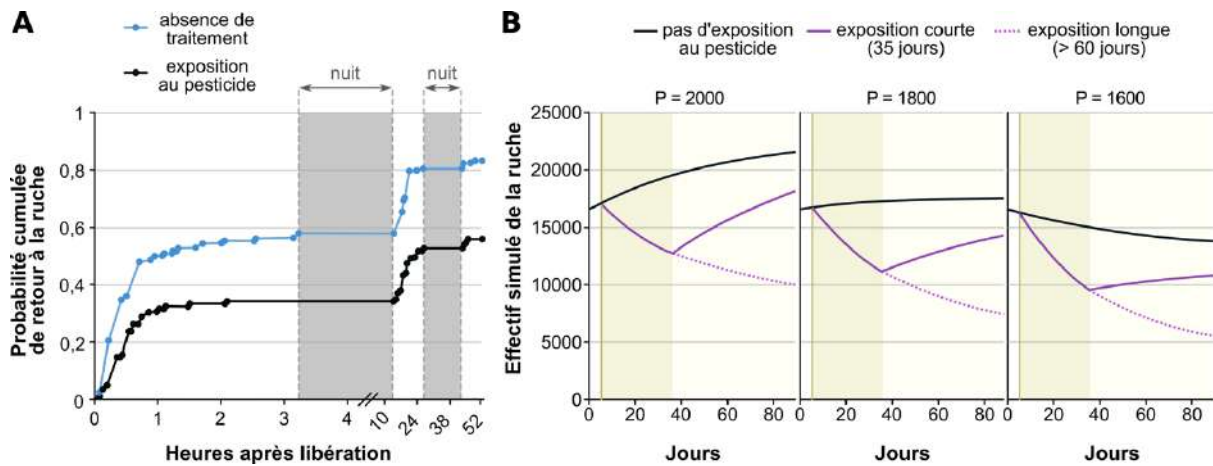 A
absence de
traitement
exposition
au pesticide
nuit
nuit
Probabilité cumulée
de retour à la ruche
1
0,8
0,6
0,4
0,2
0
0 1 2 3 4 10 24 38 52
Heures après libération
B
pas d'exposition
au pesticide
exposition courte
(35 jours)
exposition longue
(> 60 jours)
P = 2000 P = 1800 P = 1600
Effectif simulé de la ruche
25000
20000
15000
10000
5000
0
0 20 40 60 80 0 20 40 60 80 0 20 40 60 80
Jours Jours Jours